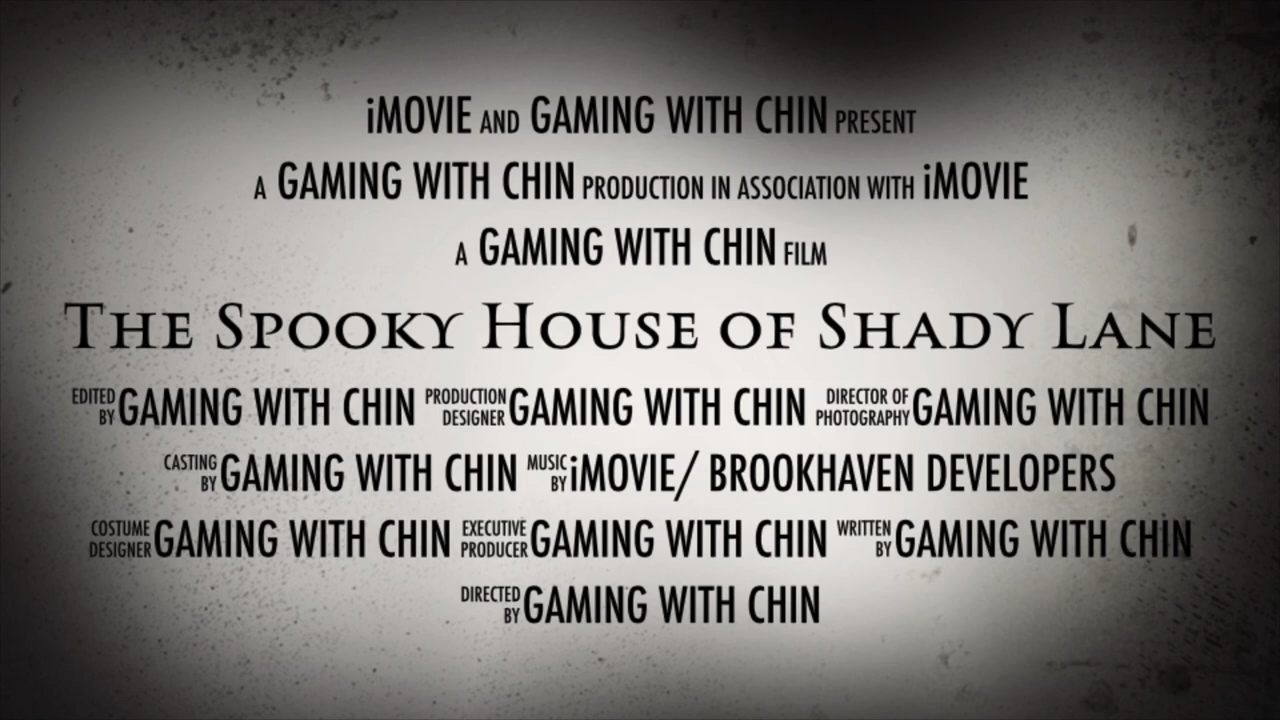 iMOVIE AND GAMING WITH CHIN PRESENT
A GAMING WITH CHIN PRODUCTION IN ASSOCIATION WITH iMOVIE
A GAMING WITH CHIN FILM
THE SPOOKY HOUSE OF SHADY LANE
EDITED BY GAMING WITH CHIN PRODUCTION DESIGNER GAMING WITH CHIN DIRECTOR OF PHOTOGRAPHY GAMING WITH CHIN
CASTING BY GAMING WITH CHIN MUSIC BY iMOVIE/ BROOKHAVEN DEVELOPERS
COSTUME DESIGNER GAMING WITH CHIN EXECUTIVE PRODUCER GAMING WITH CHIN WRITTEN BY GAMING WITH CHIN
DIRECTED BY GAMING WITH CHIN